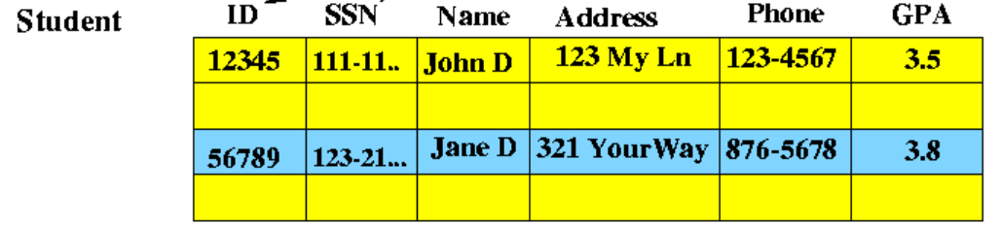 Student ID SSN Name Address Phone GPA
12345 111-11.. John D 123 My Ln 123-4567 3.5
56789 123-21... Jane D 321 YourWay 876-5678 3.8